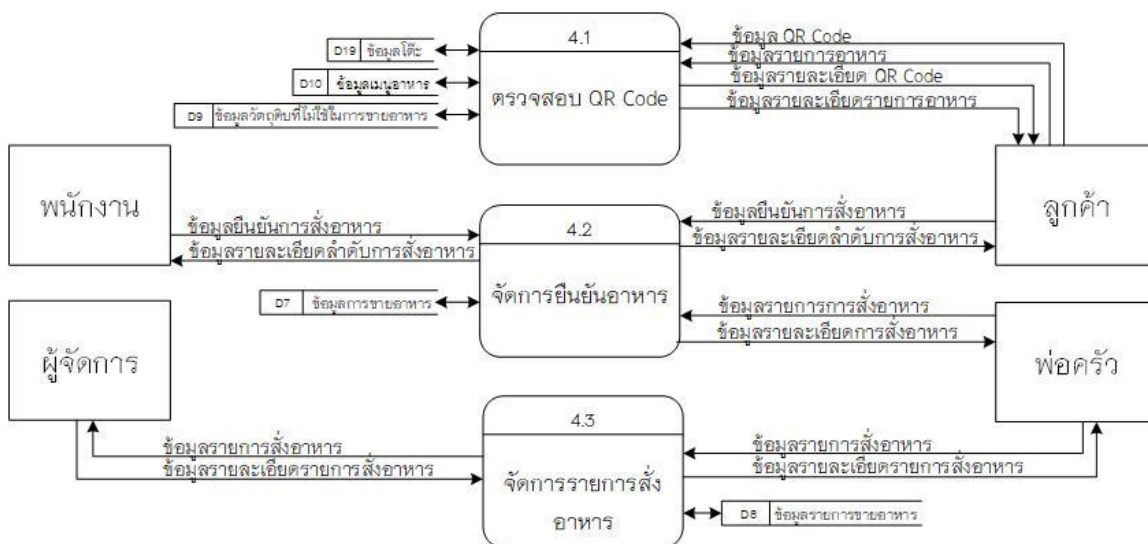 4.1
ตรวจสอบ QR Code
D19 ข้อมูลโต๊ะ
D10 ข้อมูลเมนูอาหาร
D9 ข้อมูลวัตถุดิบที่ไม่ใช้ในการขายอาหาร
ข้อมูล QR Code
ข้อมูลรายการอาหาร
ข้อมูลรายละเอียด QR Code
ข้อมูลรายละเอียดรายการอาหาร
พนักงาน
ลูกค้า
ข้อมูลยืนยันการสั่งอาหาร
ข้อมูลรายละเอียดลำดับการสั่งอาหาร
4.2
จัดการยืนยันอาหาร
ข้อมูลยืนยันการสั่งอาหาร
ข้อมูลรายละเอียดลำดับการสั่งอาหาร
D7 ข้อมูลการขายอาหาร
ข้อมูลรายการการสั่งอาหาร
ข้อมูลรายละเอียดการสั่งอาหาร
ผู้จัดการ
พ่อครัว
4.3
จัดการรายการสั่ง
อาหาร
ข้อมูลรายการสั่งอาหาร
ข้อมูลรายละเอียดรายการสั่งอาหาร
ข้อมูลรายการสั่งอาหาร
ข้อมูลรายละเอียดรายการสั่งอาหาร
D8 ข้อมูลรายการขายอาหาร